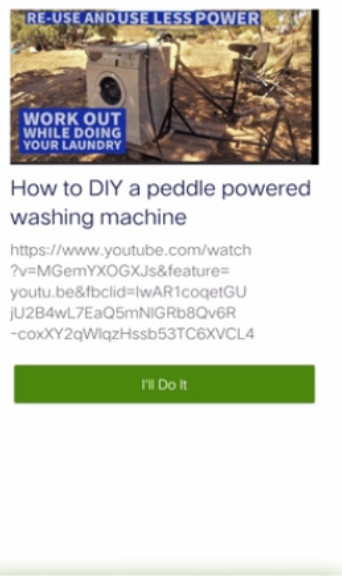 RE-USE AND USE LESS POWER
WORK OUT
WHILE DOING
YOUR LAUNDRY
How to DIY a peddle powered
washing machine
https://www.youtube.com/watch
?v=MGemYXOGXJs&feature=
youtu.be&fbclid=IwAR1coqetGU
jU2B4wL7EaQ5mNlGRb8Qv6R
-coxXY2qWlqzHssb53TC6XVCL4
I'll Do It